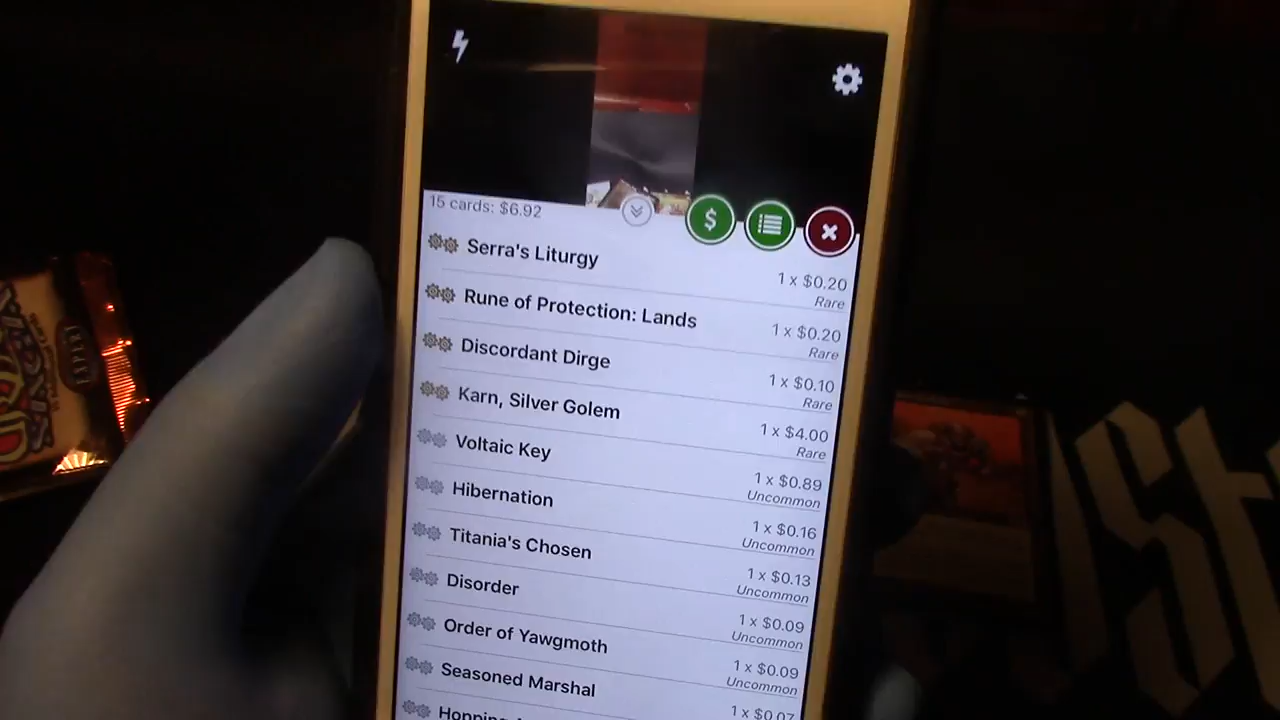 15 cards: $6.92
$
Serra's Liturgy 1 x $0.20
Rare
Rune of Protection: Lands 1 x $0.20
Rare
Discordant Dirge 1 x $0.10
Rare
Karn, Silver Golem 1 x $4.00
Rare
Voltaic Key 1 x $0.89
Uncommon
Hibernation 1 x $0.16
Uncommon
Titania's Chosen 1 x $0.13
Uncommon
Disorder 1 x $0.09
Uncommon
Order of Yawgmoth 1 x $0.09
Uncommon
Seasoned Marshal 1 x $0.07